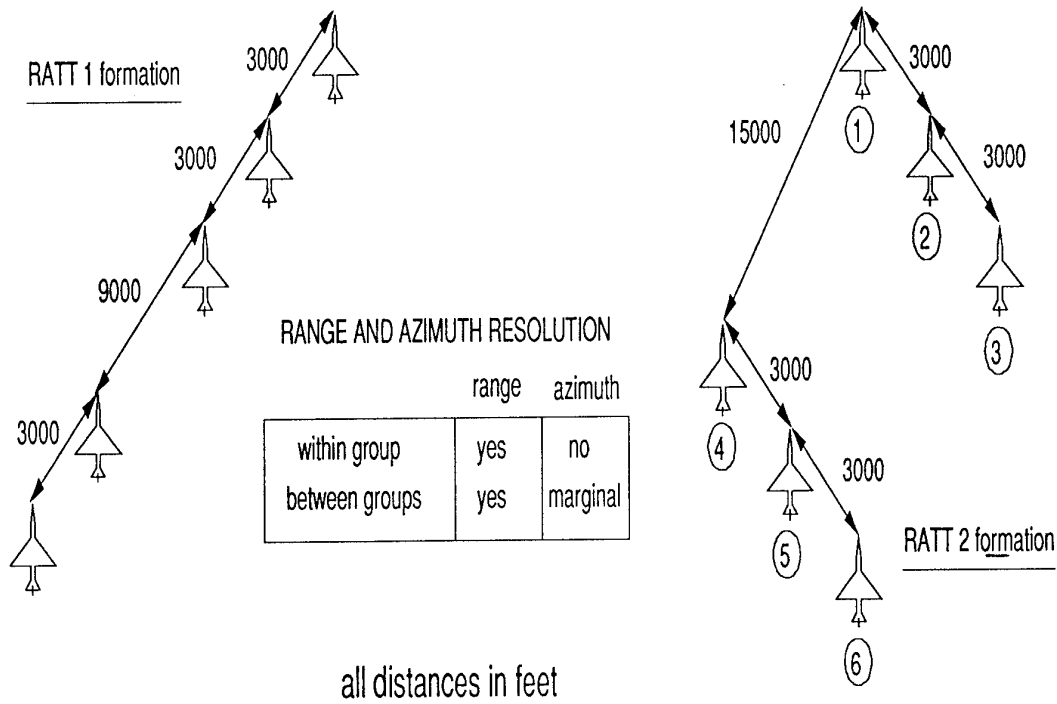 RATT 1 formation
3000
3000
9000
3000
RANGE AND AZIMUTH RESOLUTION
range azimuth
within group yes no
between groups yes marginal
15000
3000
3000
1
2
3
3000
3000
4
5
6
RATT 2 formation
all distances in feet